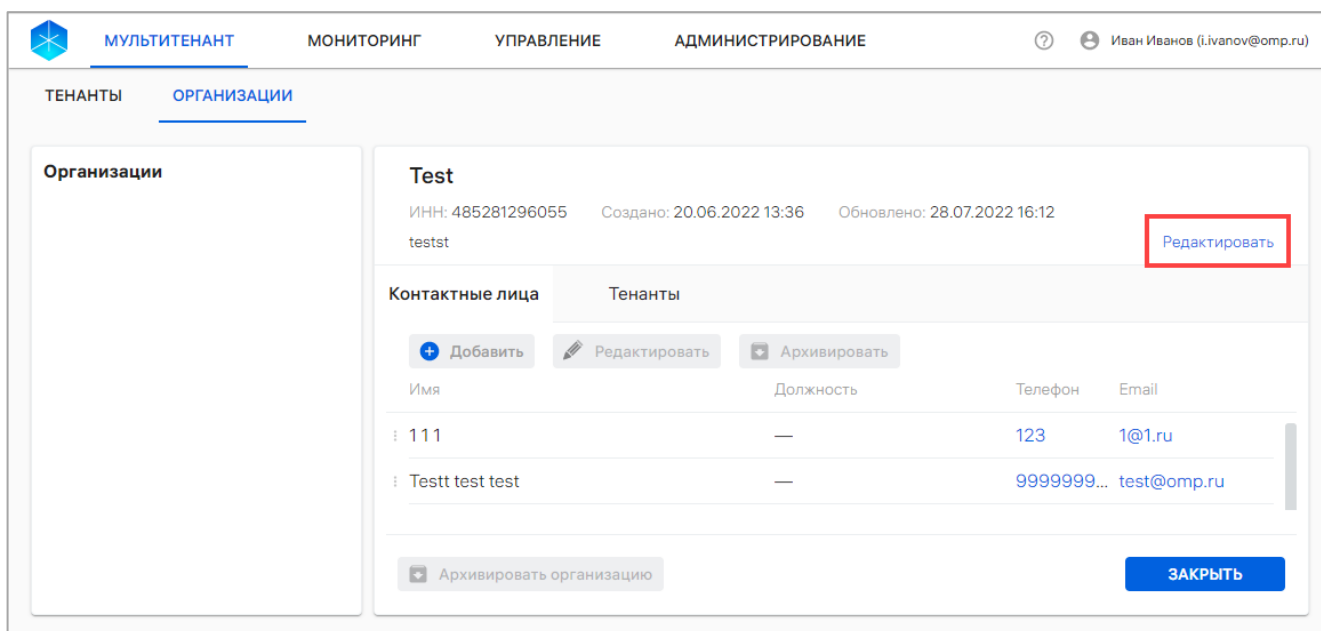 МУЛЬТИТЕНАНТ МОНИТОРИНГ УПРАВЛЕНИЕ АДМИНИСТРИРОВАНИЕ ? Иван Иванов (i.ivanov@omp.ru)
ТЕНАНТЫ ОРГАНИЗАЦИИ
Организации
Test
ИНН: 485281296055 Создано: 20.06.2022 13:36 Обновлено: 28.07.2022 16:12
testst
Редактировать
Контактные лица Тенанты
Добавить Редактировать Архивировать
Имя Должность Телефон Email
111 — 123 1@1.ru
Testt test test — 9999999... test@omp.ru
Архивировать организацию ЗАКРЫТЬ